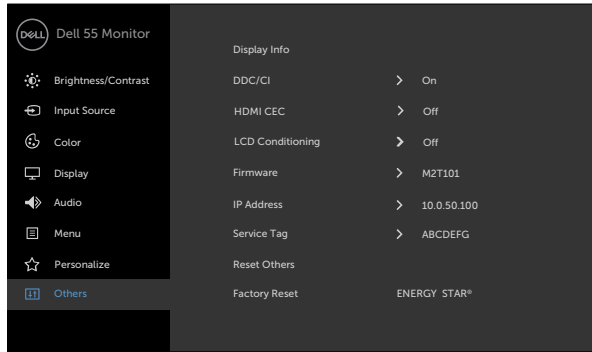 DELL Dell 55 Monitor
Display Info
Brightness/Contrast DDC/CI > On
Input Source HDMI CEC > Off
Color LCD Conditioning > Off
Display Firmware > M2T101
Audio IP Address > 10.0.50.100
Menu Service Tag > ABCDEFG
Personalize Reset Others
Others Factory Reset ENERGY STAR®